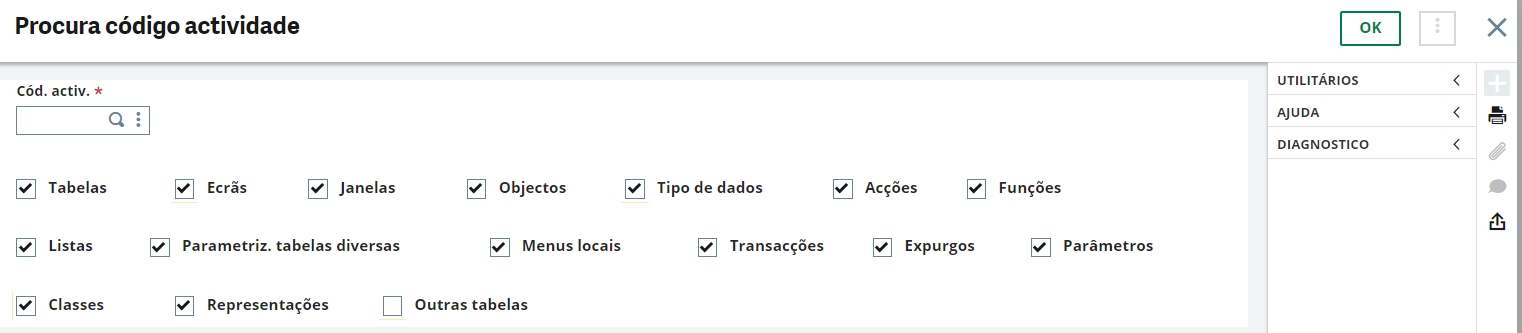 Procura código actividade
OK
Cód. activ. *
UTILITÁRIOS
AJUDA
DIAGNOSTICO
Tabelas Ecrãs Janelas Objectos Tipo de dados Acções Funções
Listas Parametriz. tabelas diversas Menus locais Transacções Expurgos Parâmetros
Classes Representações Outras tabelas